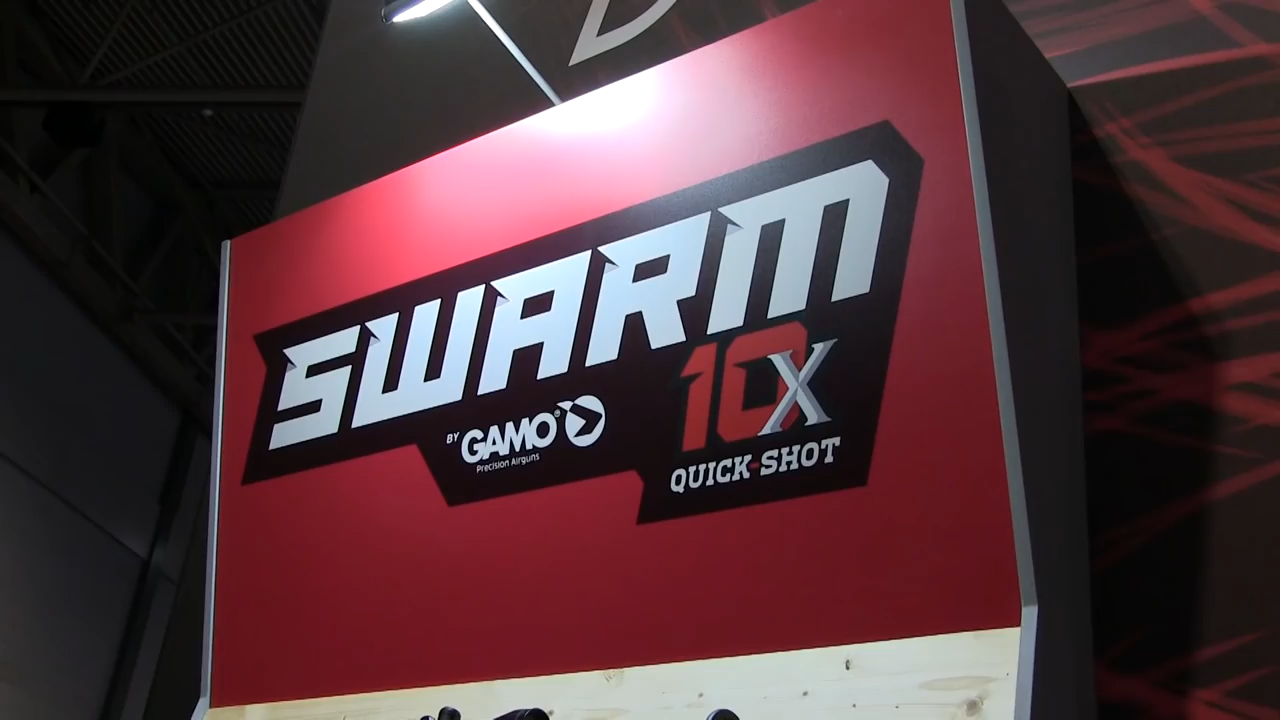 SWARM
BY GAMO®
Precision Airguns
10X
QUICK-SHOT